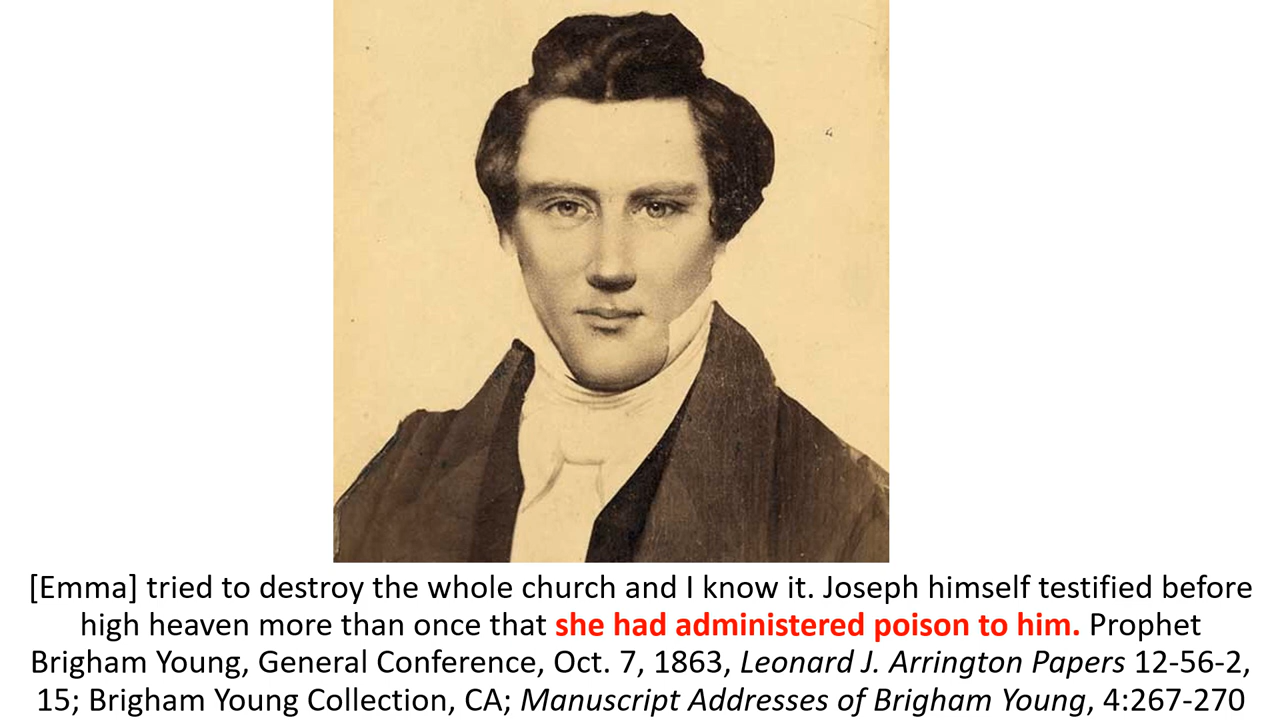 [Emma] tried to destroy the whole church and I know it. Joseph himself testified before
high heaven more than once that she had administered poison to him. Prophet
Brigham Young, General Conference, Oct. 7, 1863, Leonard J. Arrington Papers 12-56-2,
15; Brigham Young Collection, CA; Manuscript Addresses of Brigham Young, 4:267-270